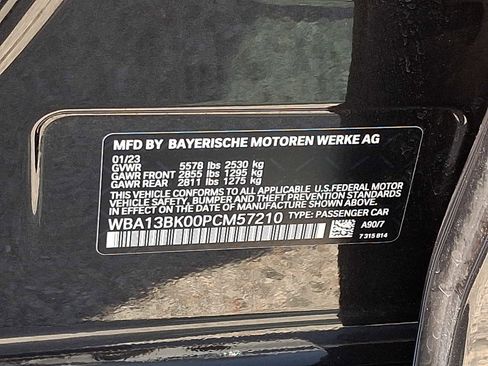 MFD BY BAYERISCHE MOTOREN WERKE AG
01/23
GVWR 5578 lbs 2530 kg
GAWR FRONT 2855 lbs 1295 kg
GAWR REAR 2811 lbs 1275 kg
THIS VEHICLE CONFORMS TO ALL APPLICABLE U.S. FEDERAL MOTOR
VEHICLE SAFETY, BUMPER, AND THEFT PREVENTION STANDARDS
IN EFFECT ON THE DATE OF MANUFACTURE SHOWN ABOVE.
WBA13BK00PCM57210 TYPE: PASSENGER CAR
A90/7
7 315 814